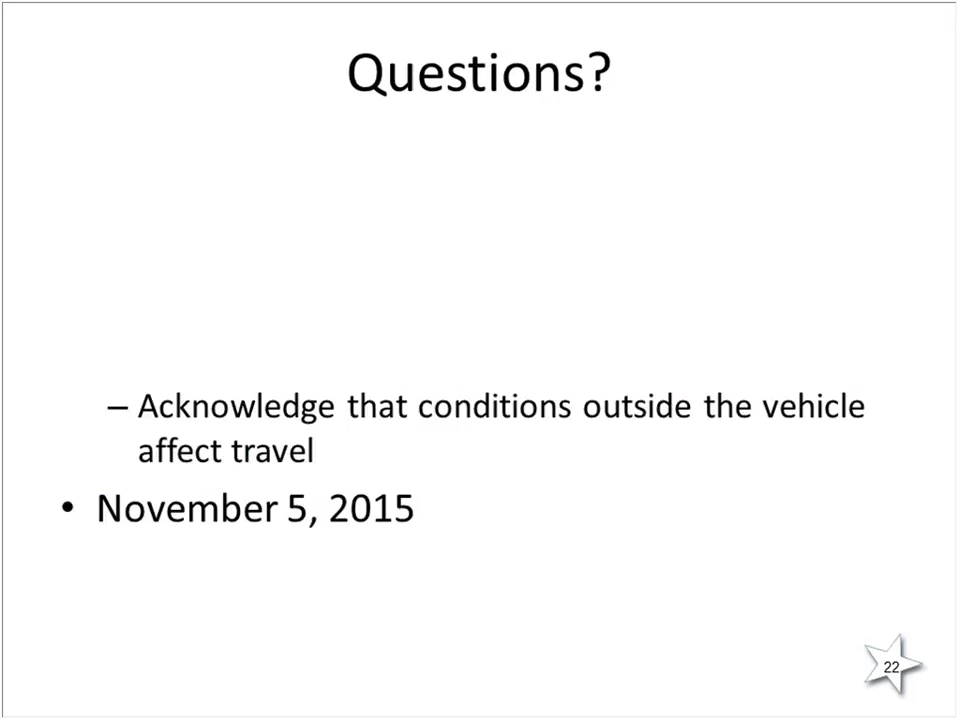 Questions?
– Acknowledge that conditions outside the vehicle
affect travel
• November 5, 2015
22